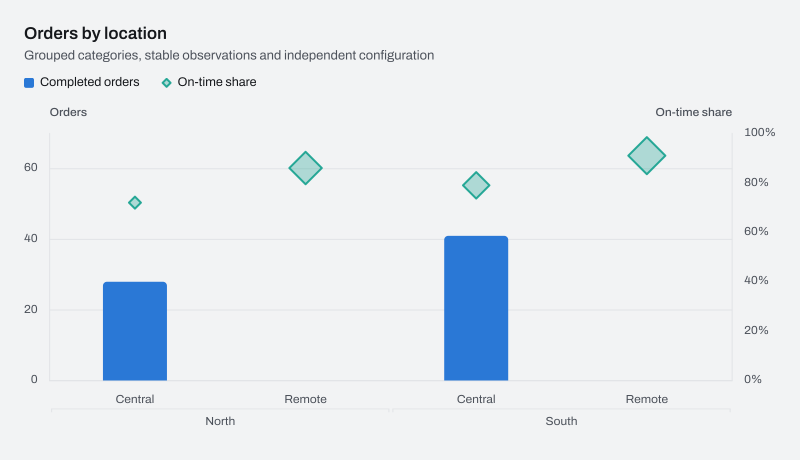 Orders by location
Grouped categories, stable observations and independent configuration
Completed orders On-time share
Orders On-time share
100%
60
80%
60%
40
40%
20
20%
0 0%
Central Remote Central Remote
North South